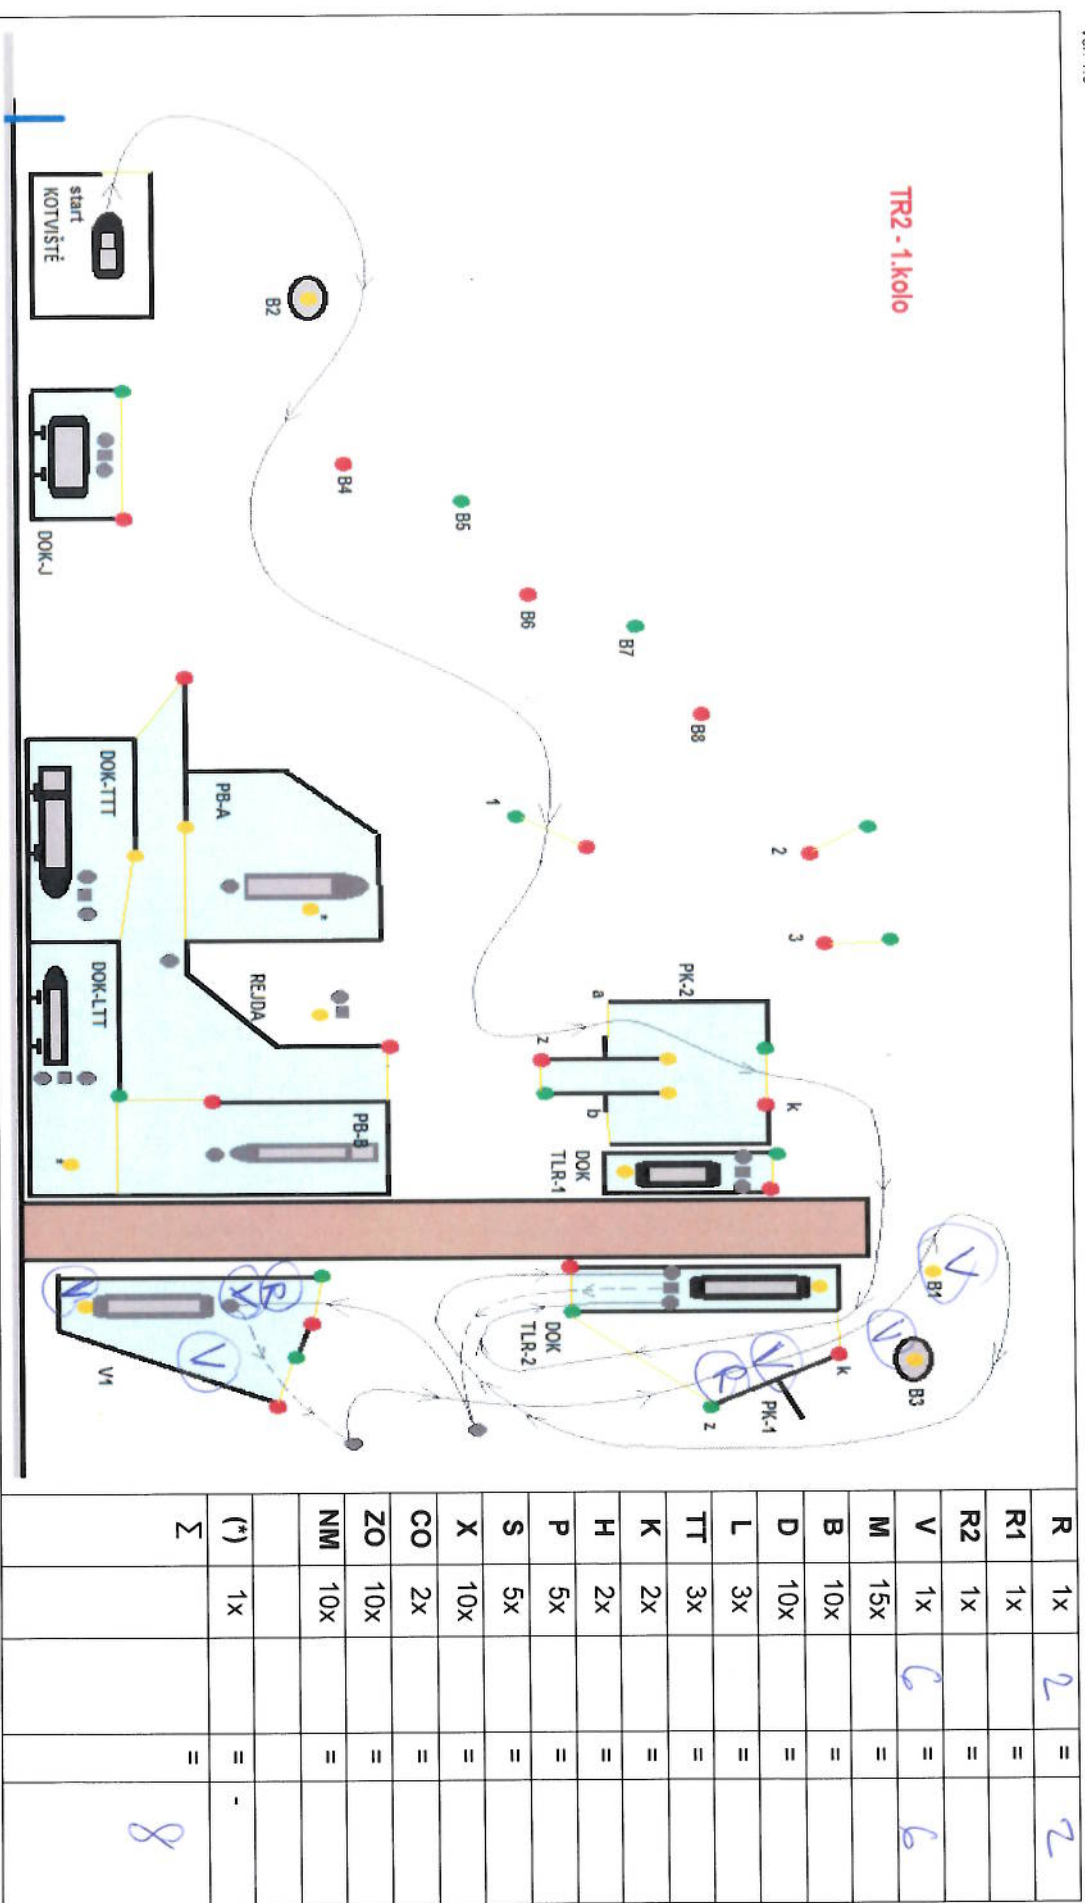 TR2 - 1.kolo
start
KOTVIŠTĚ
B2
DOK-J
B4
B5
B6
B7
B8
1
2
3
DOK-TTT
PB-A
*
DOK-LTT
*
REJDA
PB-B
PK-2
a
z
b
k
DOK
TLR-1
DOK
TLR-2
k
PK-1
z
B1
B3
V1
V
V
V
R
R
V
V
V
R 1x 2 = 2
R1 1x =
R2 1x =
V 1x 6 = 6
M 15x =
B 10x =
D 10x =
L 3x =
TT 3x =
K 2x =
H 2x =
P 5x =
S 5x =
X 10x =
CO 2x =
ZO 10x =
NM 10x =
(*) 1x = -
Σ = 8